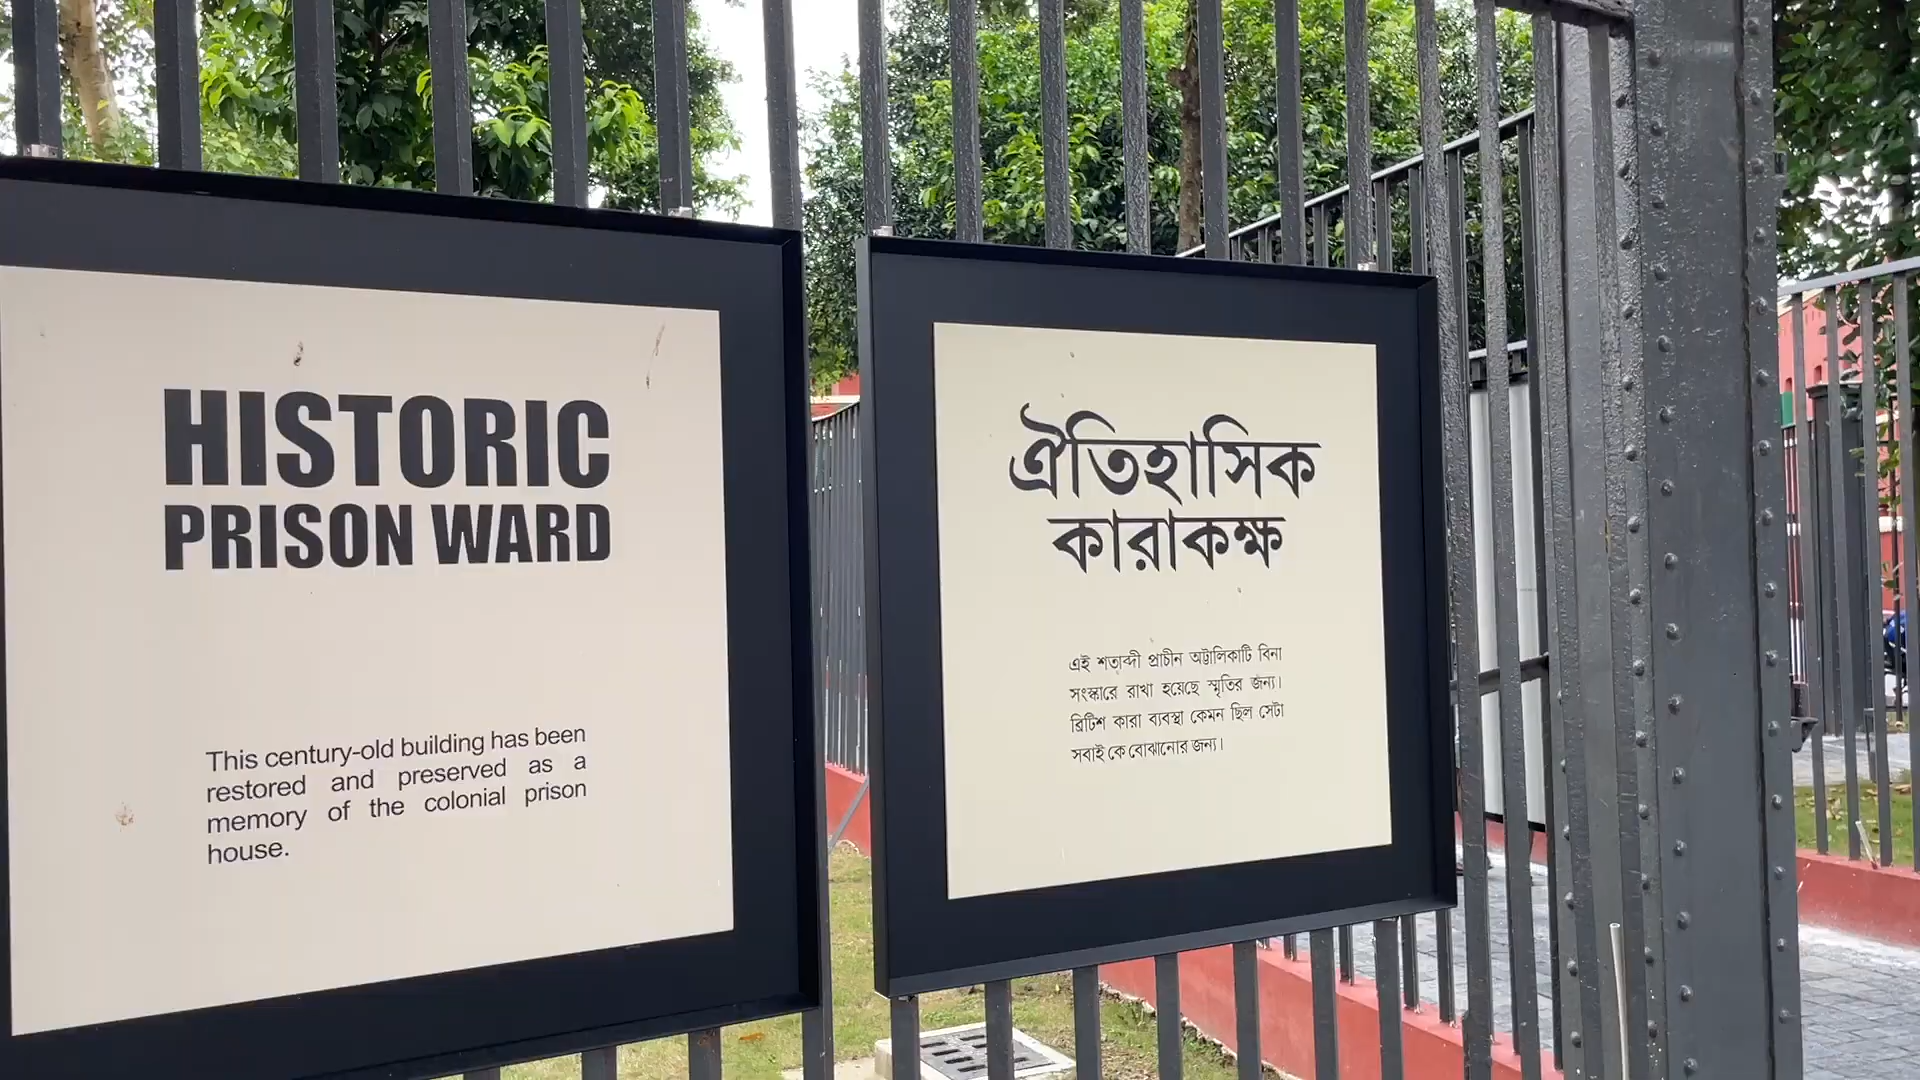 HISTORIC
PRISON WARD
This century-old building has been
restored and preserved as a
memory of the colonial prison
house.
ঐতিহাসিক
কারাকক্ষ
এই শতাব্দী প্রাচীন অট্টালিকাটি বিনা
সংস্কারে রাখা হয়েছে স্মৃতির জন্য।
ব্রিটিশ কারা ব্যবস্থা কেমন ছিল সেটা
সবাই কে বোঝানোর জন্য।